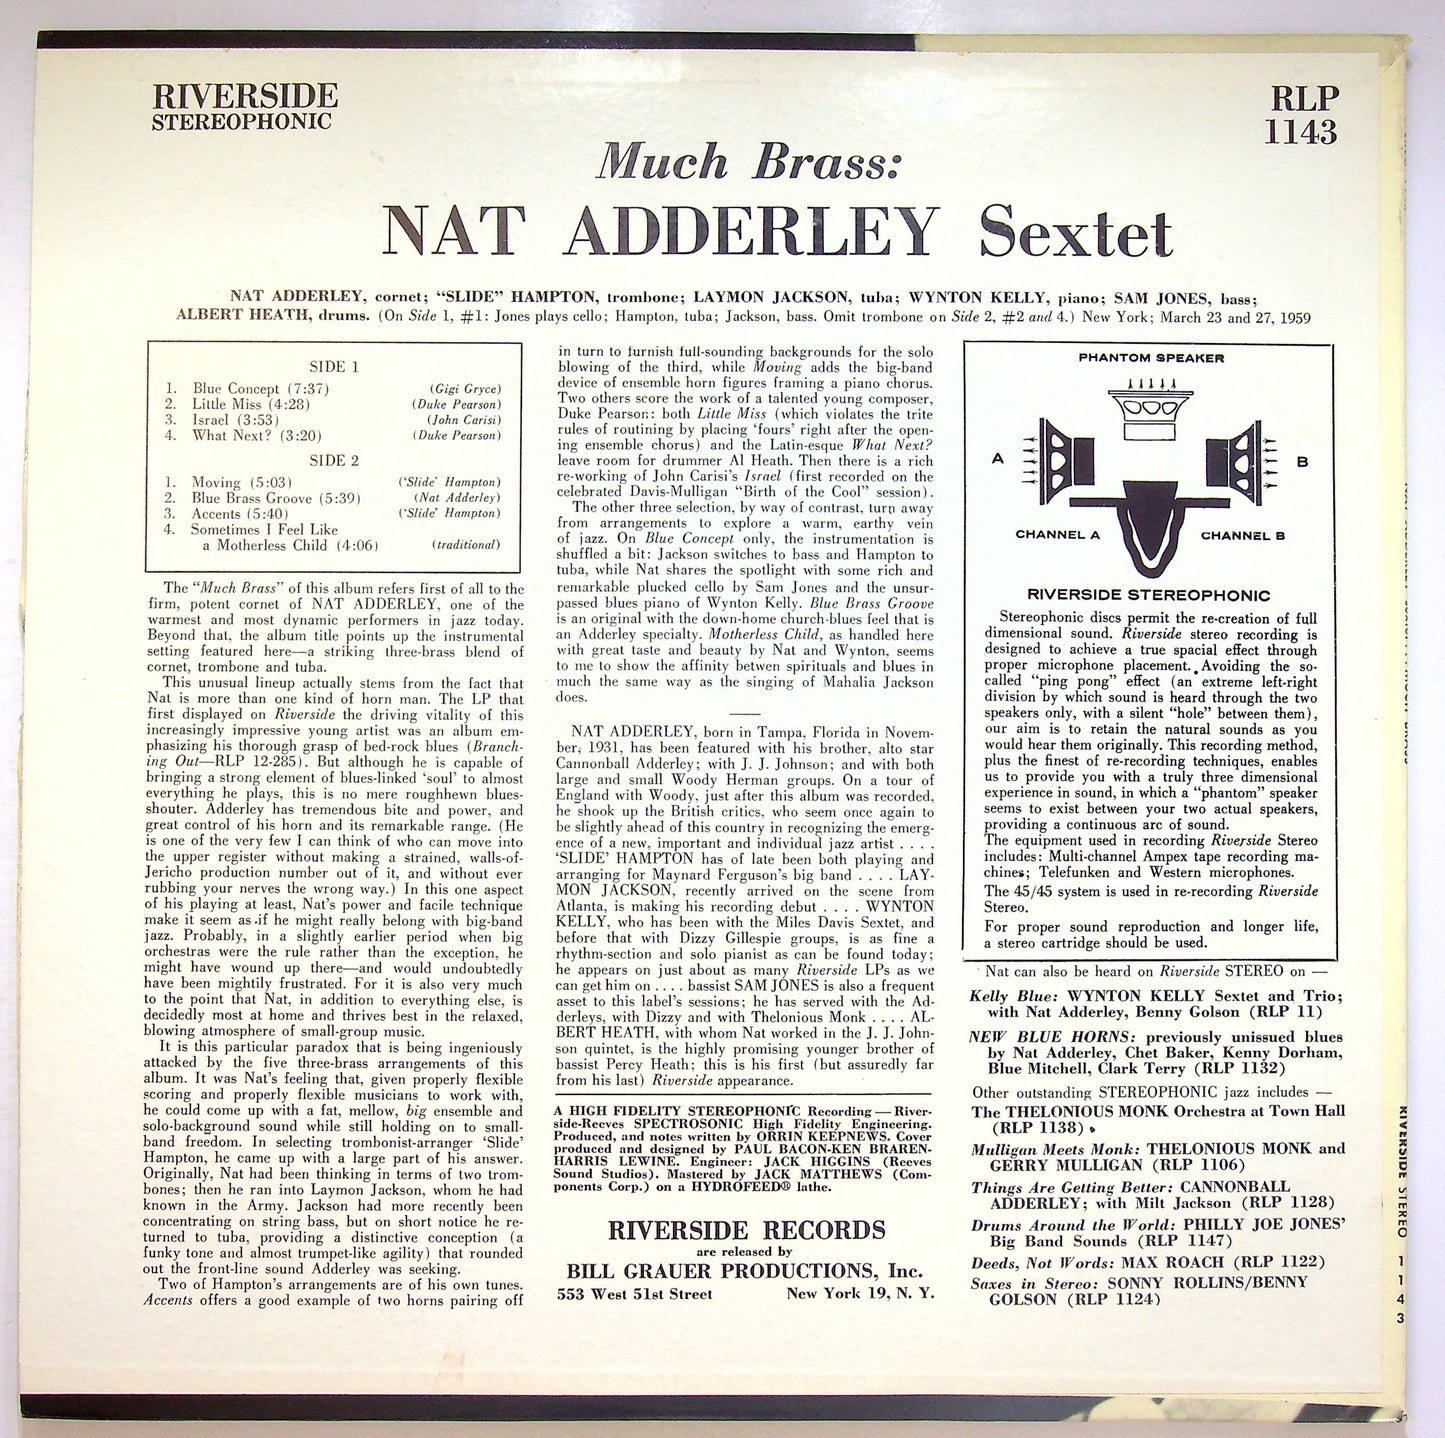 RIVERSIDE
STEREOPHONIC
RLP
1143
Much Brass:
NAT ADDERLEY Sextet
NAT ADDERLEY, cornet; “SLIDE” HAMPTON, trombone; LAYMON JACKSON, tuba; WYNTON KELLY, piano; SAM JONES, bass;
ALBERT HEATH, drums. (On Side 1, #1: Jones plays cello; Hampton, tuba; Jackson, bass. Omit trombone on Side 2, #2 and 4.) New York; March 23 and 27, 1959
SIDE 1
1. Blue Concept (7:37) (Gigi Gryce)
2. Little Miss (4:28) (Duke Pearson)
3. Israel (3:53) (John Carisi)
4. What Next? (3:20) (Duke Pearson)
SIDE 2
1. Moving (5:03) (‘Slide’ Hampton)
2. Blue Brass Groove (5:39) (Nat Adderley)
3. Accents (5:40) (‘Slide’ Hampton)
4. Sometimes I Feel Like
a Motherless Child (4:06) (traditional)
The “Much Brass” of this album refers first of all to the
firm, potent cornet of NAT ADDERLEY, one of the
warmest and most dynamic performers in jazz today.
Beyond that, the album title points up the instrumental
setting featured here—a striking three-brass blend of
cornet, trombone and tuba.
This unusual lineup actually stems from the fact that
Nat is more than one kind of horn man. The LP that
first displayed on Riverside the driving vitality of this
increasingly impressive young artist was an album em-
phasizing his thorough grasp of bed-rock blues (Branch-
ing Out—RLP 12-285). But although he is capable of
bringing a strong element of blues-linked ‘soul’ to almost
everything he plays, this is no mere roughhewn blues-
shouter. Adderley has tremendous bite and power, and
great control of his horn and its remarkable range. (He
is one of the very few I can think of who can move into
the upper register without making a strained, walls-of-
Jericho production number out of it, and without ever
rubbing your nerves the wrong way.) In this one aspect
of his playing at least, Nat’s power and facile technique
make it seem as if he might really belong with big-band
jazz. Probably, in a slightly earlier period when big
orchestras were the rule rather than the exception, he
might have wound up there—and would undoubtedly
have been mightily frustrated. For it is also very much
to the point that Nat, in addition to everything else, is
decidedly most at home and thrives best in the relaxed,
blowing atmosphere of small-group music.
It is this particular paradox that is being ingeniously
attacked by the five three-brass arrangements of this
album. It was Nat’s feeling that, given properly flexible
scoring and properly flexible musicians to work with,
he could come up with a fat, mellow, big ensemble and
solo-background sound while still holding on to small-
band freedom. In selecting trombonist-arranger ‘Slide’
Hampton, he came up with a large part of his answer.
Originally, Nat had been thinking in terms of two trom-
bones; then he ran into Laymon Jackson, whom he had
known in the Army. Jackson had more recently been
concentrating on string bass, but on short notice he re-
turned to tuba, providing a distinctive conception (a
funky tone and almost trumpet-like agility) that rounded
out the front-line sound Adderley was seeking.
Two of Hampton’s arrangements are of his own tunes.
Accents offers a good example of two horns pairing off
in turn to furnish full-sounding backgrounds for the solo
blowing of the third, while Moving adds the big-band
device of ensemble horn figures framing a piano chorus.
Two others score the work of a talented young composer,
Duke Pearson:: both Little Miss (which violates the trite
rules of routining by placing ‘fours’ right after the open-
ing ensemble chorus) and the Latin-esque What Next?
leave room for drummer Al Heath. Then there is a rich
re-working of John Carisi’s Israel (first recorded on the
celebrated Davis-Mulligan “Birth of the Cool” session).
The other three selection, by way of contrast, turn away
from arrangements to explore a warm, earthy vein
of jazz. On Blue Concept only, the instrumentation is
shuffled a bit: Jackson switches to bass and Hampton to
tuba, while Nat shares the spotlight with some rich and
remarkable plucked cello by Sam Jones and the unsur-
passed blues piano of Wynton Kelly. Blue Brass Groove
is an original with the down-home church-blues feel that is
an Adderley specialty. Motherless Child, as handled here
with great taste and beauty by Nat and Wynton, seems
to me to show the affinity betwen spirituals and blues in
much the same way as the singing of Mahalia Jackson
does.
NAT ADDERLEY, born in Tampa, Florida in Novem-
ber, 1931, has been featured with his brother, alto star
Cannonball Adderley; with J. J. Johnson; and with both
large and small Woody Herman groups. On a tour of
England with Woody, just after this album was recorded,
he shook up the British critics, who seem once again to
be slightly ahead of this country in recognizing the emerg-
ence of a new, important and individual jazz artist . . . .
‘SLIDE’ HAMPTON has of late been both playing and
arranging for Maynard Ferguson’s big band . . . . LAY-
MON JACKSON, recently arrived on the scene from
Atlanta, is making his recording debut . . . . WYNTON
KELLY, who has been with the Miles Davis Sextet, and
before that with Dizzy Gillespie groups, is as fine a
rhythm-section and solo pianist as can be found today;
he appears on just about as many Riverside LPs as we
can get him on . . . . bassist SAM JONES is also a frequent
asset to this label’s sessions; he has served with the Ad-
derleys, with Dizzy and with Thelonious Monk . . . . AL-
BERT HEATH, with whom Nat worked in the J. J. John-
son quintet, is the highly promising younger brother of
bassist Percy Heath; this is his first (but assuredly far
from his last) Riverside appearance.
A HIGH FIDELITY STEREOPHONIC Recording — River-
side-Reeves SPECTROSONIC High Fidelity Engineering.
Produced, and notes written by ORRIN KEEPNEWS. Cover
produced and designed by PAUL BACON-KEN BRAREN-
HARRIS LEWINE. Engineer: JACK HIGGINS (Reeves
Sound Studios). Mastered by JACK MATTHEWS (Com-
ponents Corp.) on a HYDROFEED® lathe.
RIVERSIDE RECORDS
are released by
BILL GRAUER PRODUCTIONS, Inc.
553 West 51st Street New York 19, N. Y.
PHANTOM SPEAKER
A
B
CHANNEL A
CHANNEL B
RIVERSIDE STEREOPHONIC
Stereophonic discs permit the re-creation of full
dimensional sound. Riverside stereo recording is
designed to achieve a true spacial effect through
proper microphone placement. Avoiding the so-
called “ping pong” effect (an extreme left-right
division by which sound is heard through the two
speakers only, with a silent “hole” between them),
our aim is to retain the natural sounds as you
would hear them originally. This recording method,
plus the finest of re-recording techniques, enables
us to provide you with a truly three dimensional
experience in sound, in which a “phantom” speaker
seems to exist between your two actual speakers,
providing a continuous arc of sound.
The equipment used in recording Riverside Stereo
includes: Multi-channel Ampex tape recording ma-
chines; Telefunken and Western microphones.
The 45/45 system is used in re-recording Riverside
Stereo.
For proper sound reproduction and longer life,
a stereo cartridge should be used.
Nat can also be heard on Riverside STEREO on —
Kelly Blue: WYNTON KELLY Sextet and Trio;
with Nat Adderley, Benny Golson (RLP 11)
NEW BLUE HORNS: previously unissued blues
by Nat Adderley, Chet Baker, Kenny Dorham,
Blue Mitchell, Clark Terry (RLP 1132)
Other outstanding STEREOPHONIC jazz includes —
The THELONIOUS MONK Orchestra at Town Hall
(RLP 1138)
Mulligan Meets Monk: THELONIOUS MONK and
GERRY MULLIGAN (RLP 1106)
Things Are Getting Better: CANNONBALL
ADDERLEY; with Milt Jackson (RLP 1128)
Drums Around the World: PHILLY JOE JONES’
Big Band Sounds (RLP 1147)
Deeds, Not Words: MAX ROACH (RLP 1122)
Saxes in Stereo: SONNY ROLLINS/BENNY
GOLSON (RLP 1124)
RIVERSIDE STEREO 1143